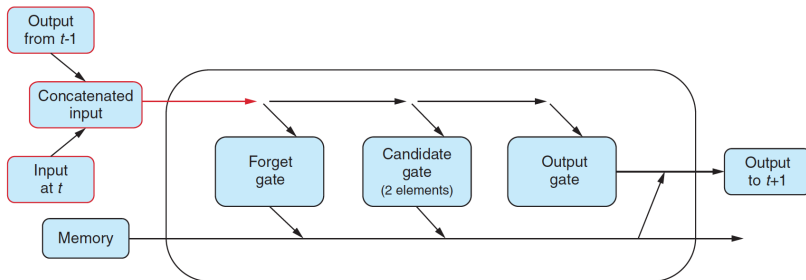 Output
from t-1
Concatenated
input
Input
at t
Memory
Forget
gate
Candidate
gate
(2 elements)
Output
gate
Output
to t+1